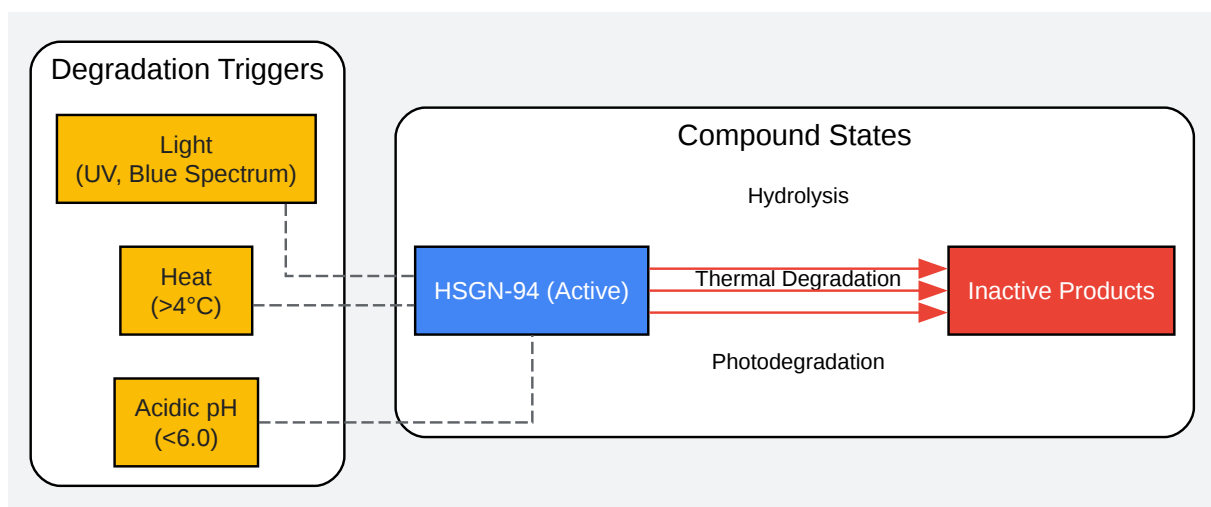 Degradation Triggers
Light
(UV, Blue Spectrum)
Heat
(>4°C)
Acidic pH
(<6.0)
Compound States
Hydrolysis
HSGN-94 (Active)
Thermal Degradation
Inactive Products
Photodegradation